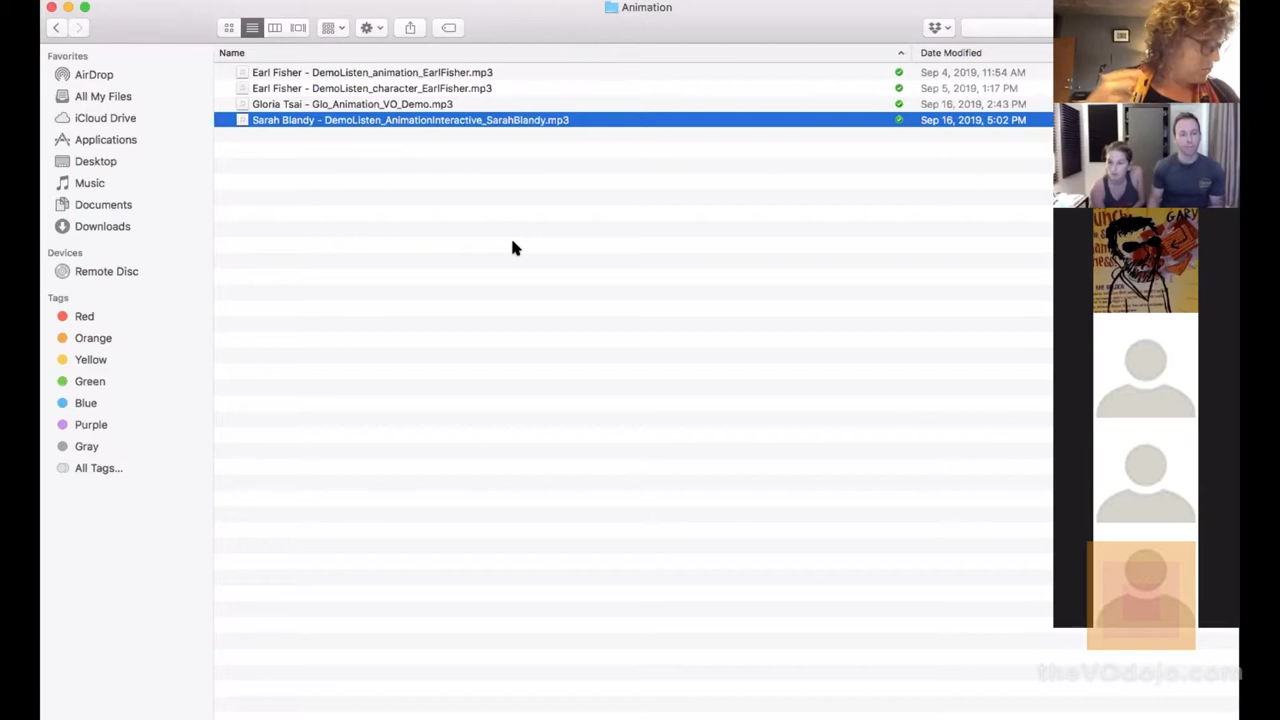 Animation
Favorites
AirDrop
All My Files
iCloud Drive
Applications
Desktop
Music
Documents
Downloads
Devices
Remote Disc
Tags
Red
Orange
Yellow
Green
Blue
Purple
Gray
All Tags...
Name Date Modified
Earl Fisher - DemoListen_animation_EarlFisher.mp3 Sep 4, 2019, 11:54 AM
Earl Fisher - DemoListen_character_EarlFisher.mp3 Sep 5, 2019, 1:17 PM
Gloria Tsai - Glo_Animation_VO_Demo.mp3 Sep 16, 2019, 2:43 PM
Sarah Blandy - DemoListen_AnimationInteractive_SarahBlandy.mp3 Sep 16, 2019, 5:02 PM
GARY
theVOdojo.com